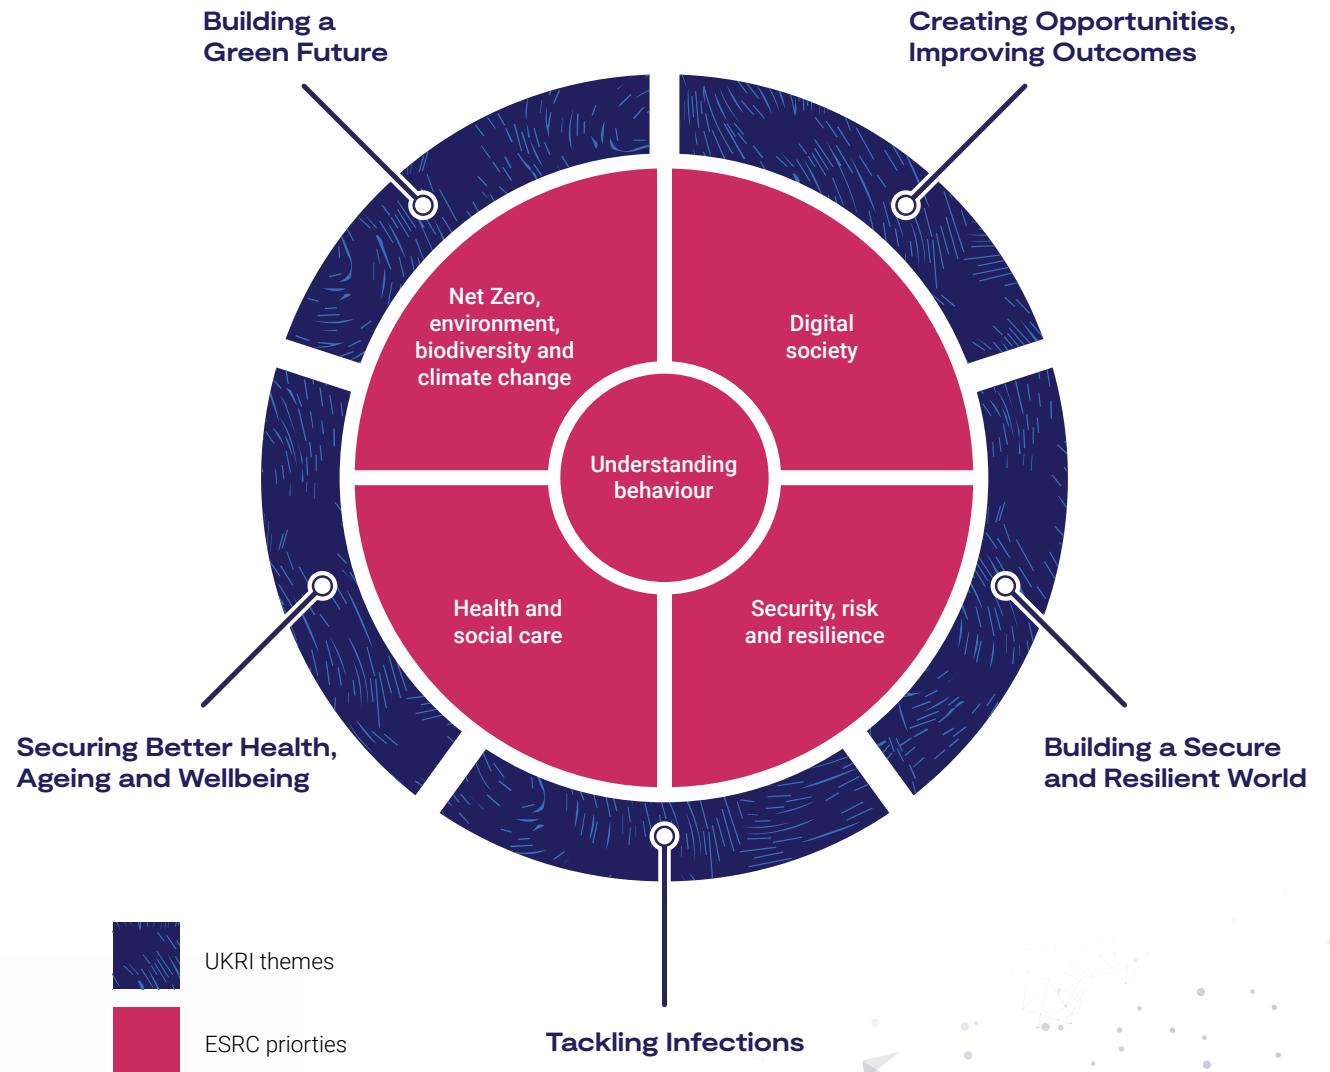 Building a
Green Future
Creating Opportunities,
Improving Outcomes
Net Zero,
environment,
biodiversity and
climate change
Digital
society
Understanding
behaviour
Health and
social care
Security, risk
and resilience
Securing Better Health,
Ageing and Wellbeing
Building a Secure
and Resilient World
Tackling Infections
UKRI themes
ESRC priorties